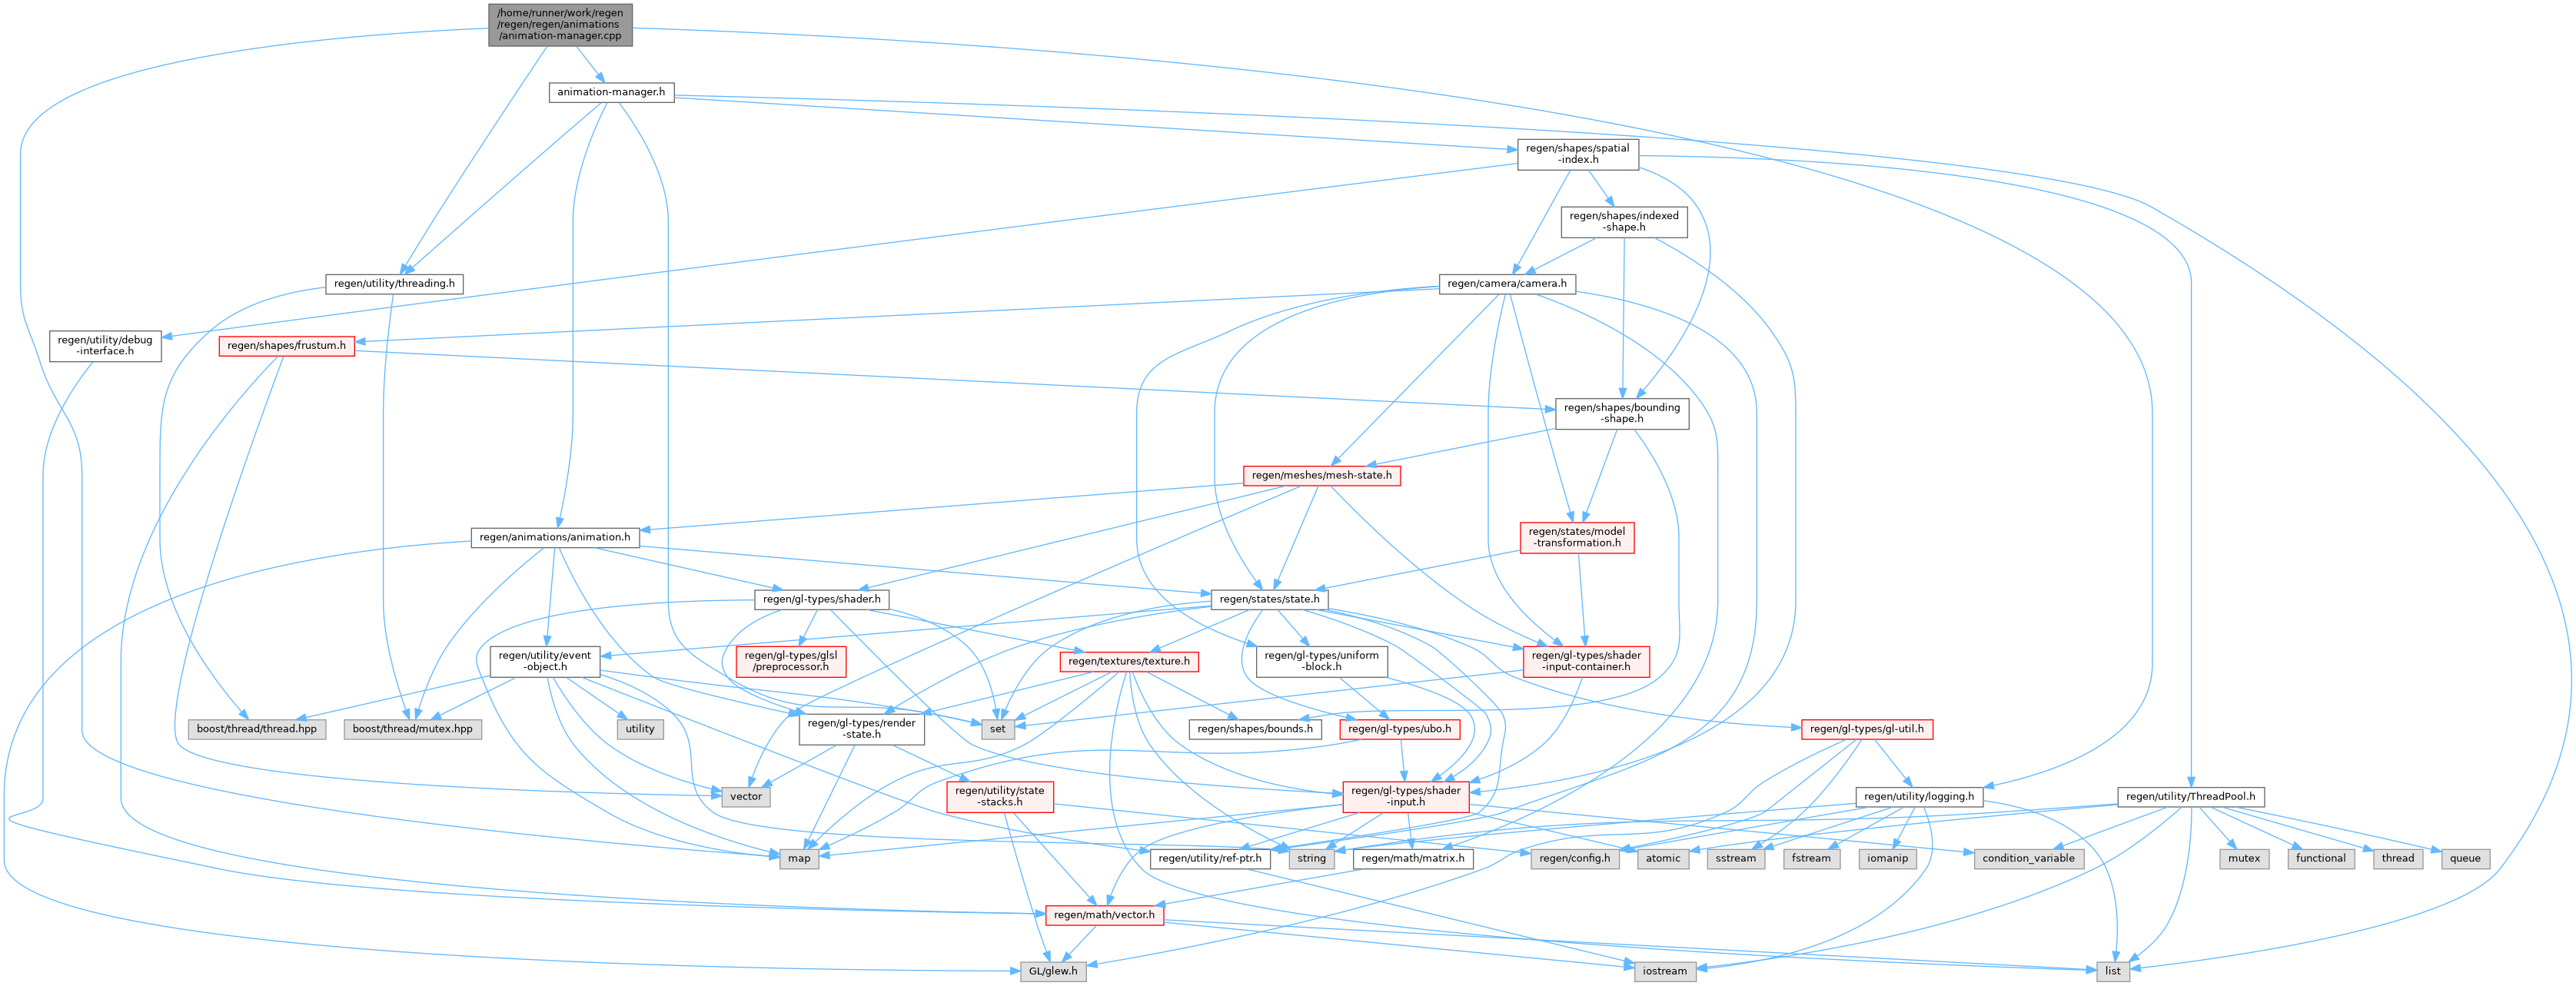 /home/runner/work/regen
/regen/regen/animations
/animation-manager.cpp
animation-manager.h
regen/shapes/spatial
-index.h
regen/shapes/indexed
-shape.h
regen/utility/threading.h
regen/camera/camera.h
regen/utility/debug
-interface.h
regen/shapes/frustum.h
regen/shapes/bounding
-shape.h
regen/meshes/mesh-state.h
regen/animations/animation.h
regen/states/model
-transformation.h
regen/gl-types/shader.h
regen/states/state.h
regen/utility/event
-object.h
regen/gl-types/glsl
/preprocessor.h
regen/textures/texture.h
regen/gl-types/uniform
-block.h
regen/gl-types/shader
-input-container.h
boost/thread/thread.hpp
boost/thread/mutex.hpp
utility
regen/gl-types/render
-state.h
set
regen/shapes/bounds.h
regen/gl-types/ubo.h
regen/gl-types/gl-util.h
vector
regen/utility/state
-stacks.h
regen/gl-types/shader
-input.h
regen/utility/logging.h
regen/utility/ThreadPool.h
map
regen/utility/ref-ptr.h
string
regen/math/matrix.h
regen/config.h
atomic
sstream
fstream
iomanip
condition_variable
mutex
functional
thread
queue
regen/math/vector.h
GL/glew.h
iostream
list